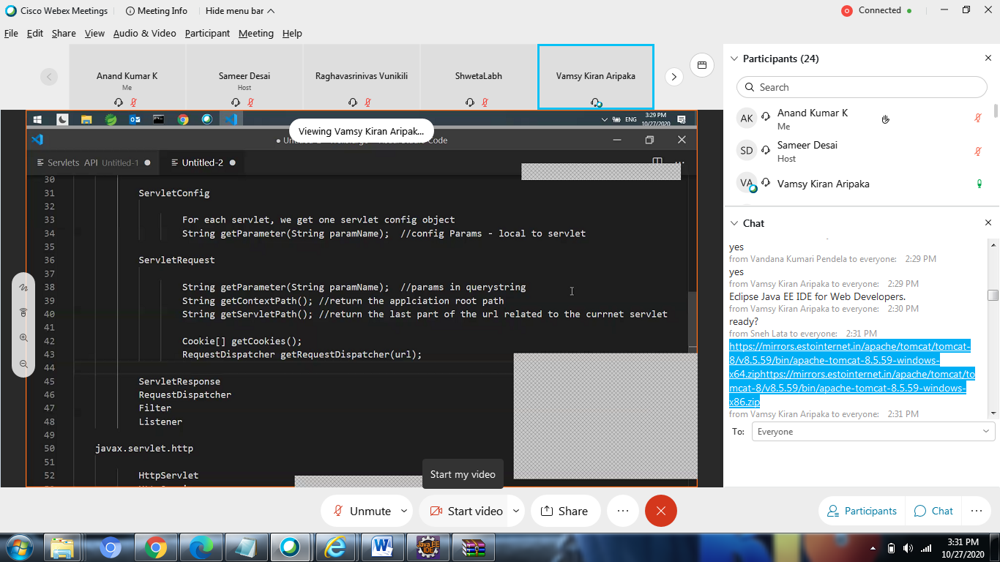 Cisco Webex Meetings
Meeting Info
Hide menu bar
Connected
File Edit Share View Audio & Video Participant Meeting Help
Anand Kumar K
Me
Sameer Desai
Host
Raghavasrinivas Vunikili
ShwetaLabh
Vamsy Kiran Aripaka
3:29 PM
ENG
10/27/2020
Viewing Vamsy Kiran Aripak...
Code
Servlets API Untitled-1
Untitled-2
30
31 ServletConfig
32
33 For each servlet, we get one servlet config object
34 String getParameter(String paramName); //config Params - local to servlet
35
36 ServletRequest
37
38 String getParameter(String paramName); //params in querystring
39 String getContextPath(); //return the applciation root path
40 String getServletPath(); //return the last part of the url related to the currnet servlet
41
42 Cookie[] getCookies();
43 RequestDispatcher getRequestDispatcher(url);
44
45 ServletResponse
46 RequestDispatcher
47 Filter
48 Listener
49
50 javax.servlet.http
51
52 HttpServlet
Start my video
Unmute
Start video
Share
Participants (24)
Search
AK Anand Kumar K
Me
SD Sameer Desai
Host
VA Vamsy Kiran Aripaka
Chat
yes
from Vandana Kumari Pendela to everyone: 2:29 PM
yes
from Vamsy Kiran Aripaka to everyone: 2:29 PM
Eclipse Java EE IDE for Web Developers.
from Vamsy Kiran Aripaka to everyone: 2:30 PM
ready?
from Sneh Lata to everyone: 2:31 PM
https://mirrors.estointernet.in/apache/tomcat/tomcat-
8/v8.5.59/bin/apache-tomcat-8.5.59-windows-
x64.ziphttps://mirrors.estointernet.in/apache/tomcat/to
mcat-8/v8.5.59/bin/apache-tomcat-8.5.59-windows-
x86.zip
from Vamsy Kiran Aripaka to everyone: 2:31 PM
To: Everyone
Participants
Chat
Java EE
IDE
3:31 PM
10/27/2020